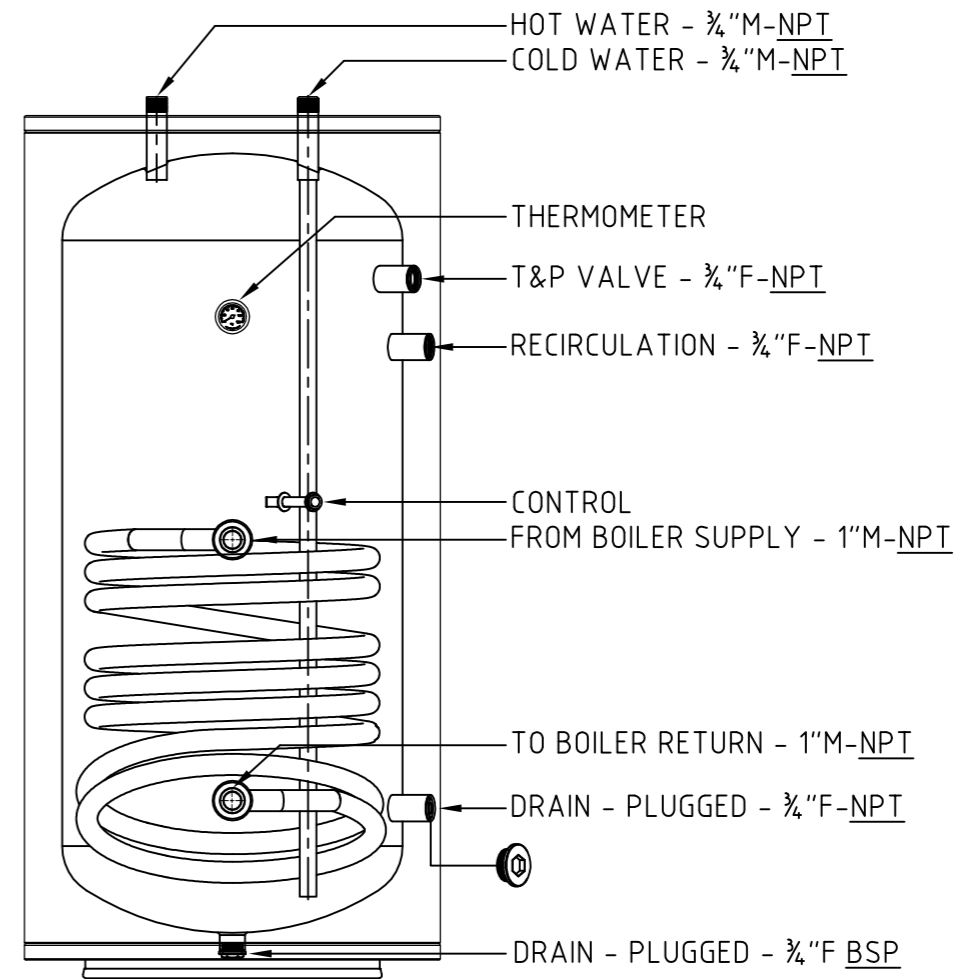 HOT WATER - ¾"M-NPT
COLD WATER - ¾"M-NPT
THERMOMETER
T&P VALVE - ¾"F-NPT
RECIRCULATION - ¾"F-NPT
CONTROL
FROM BOILER SUPPLY - 1"M-NPT
TO BOILER RETURN - 1"M-NPT
DRAIN - PLUGGED - ¾"F-NPT
DRAIN - PLUGGED - ¾"F BSP